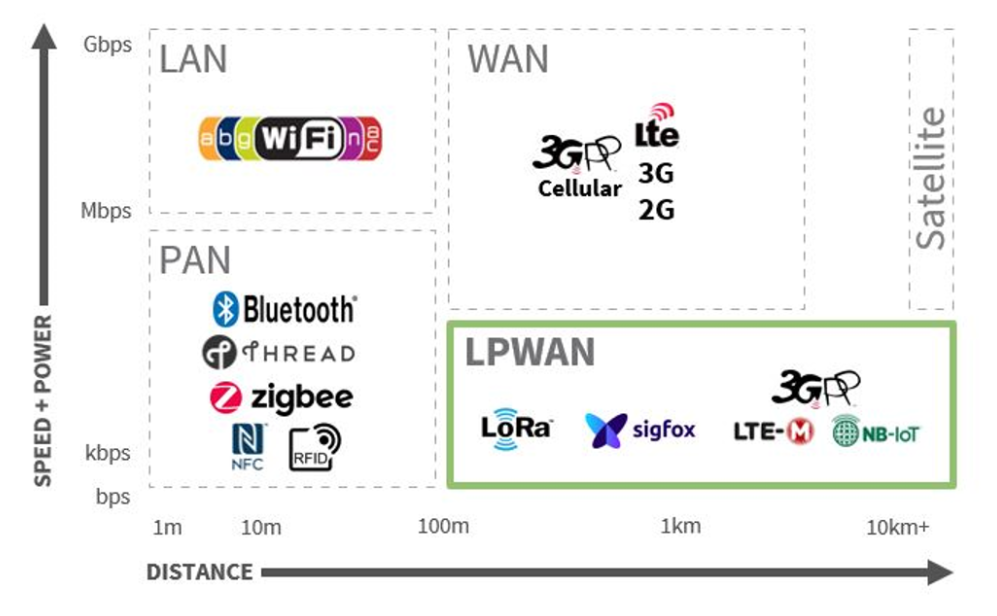 Gbps
LAN
WAN
a b g WiFi n ac
3GPP
Cellular
Lte
3G
2G
Satellite
Mbps
PAN
Bluetooth®
THREAD
zigbee
NFC
RFID
LPWAN
LoRa™
sigfox
3GPP
LTE-M
NB-IoT
SPEED + POWER
kbps
bps
1m 10m 100m 1km 10km+
DISTANCE